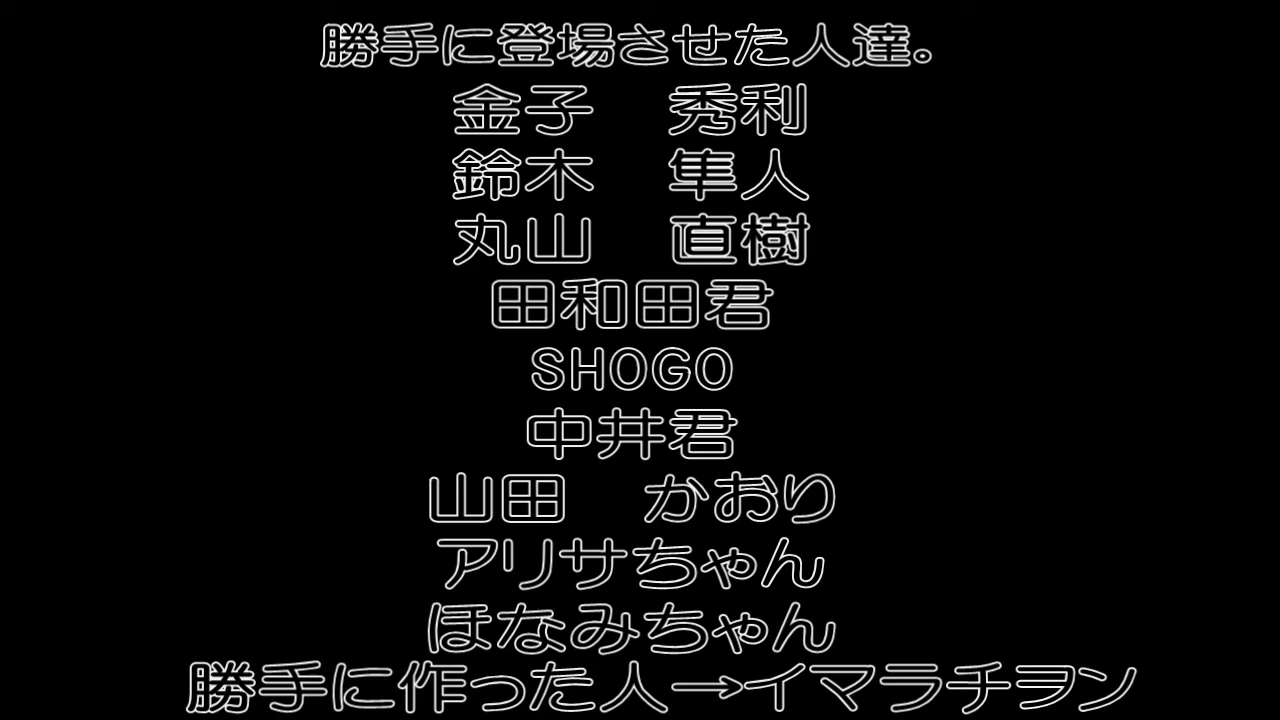 勝手に登場させた人達。
金子　秀利
鈴木　隼人
丸山　直樹
田和田君
SHOGO
中井君
山田　かおり
アリサちゃん
ほなみちゃん
勝手に作った人→イマラチヲン